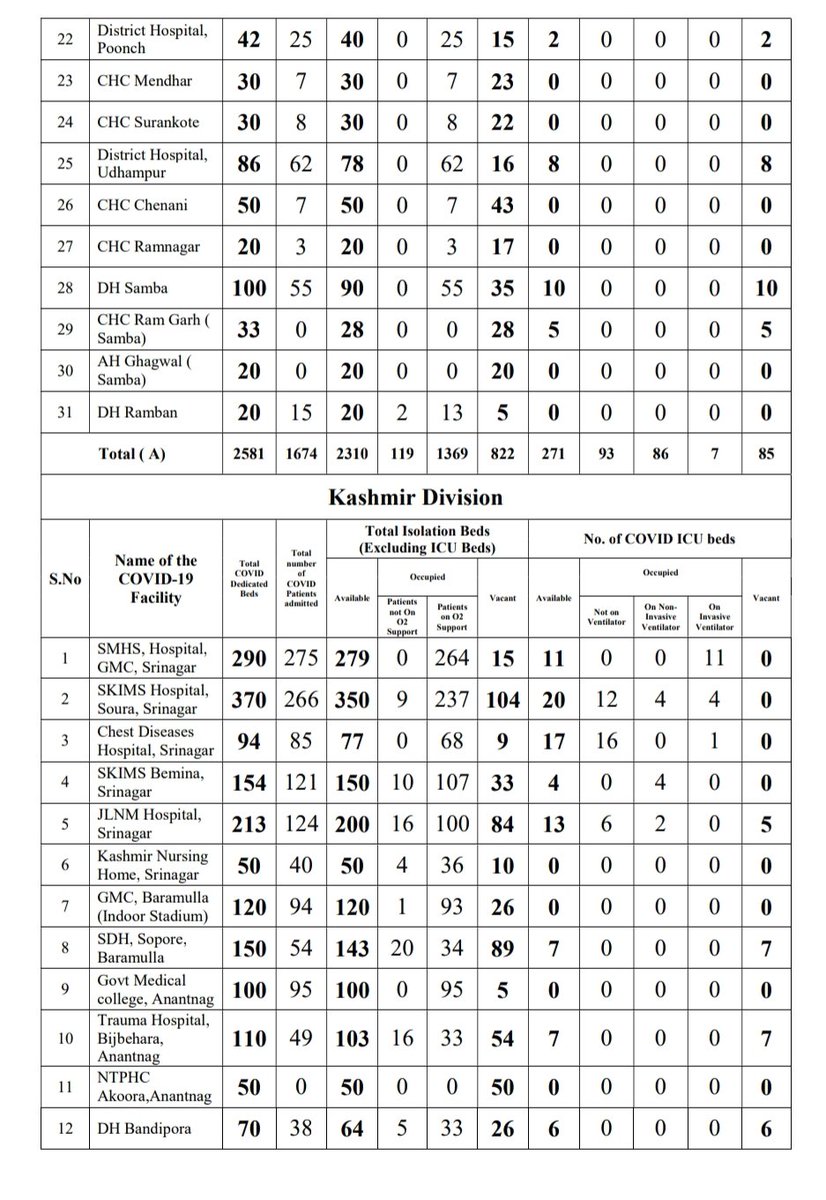 22 District Hospital, Poonch 42 25 40 0 25 15 2 0 0 0 2
23 CHC Mendhar 30 7 30 0 7 23 0 0 0 0 0
24 CHC Surankote 30 8 30 0 8 22 0 0 0 0 0
25 District Hospital, Udhampur 86 62 78 0 62 16 8 0 0 0 8
26 CHC Chenani 50 7 50 0 7 43 0 0 0 0 0
27 CHC Ramnagar 20 3 20 0 3 17 0 0 0 0 0
28 DH Samba 100 55 90 0 55 35 10 0 0 0 10
29 CHC Ram Garh ( Samba) 33 0 28 0 0 28 5 0 0 0 5
30 AH Ghagwal ( Samba) 20 0 20 0 0 20 0 0 0 0 0
31 DH Ramban 20 15 20 2 13 5 0 0 0 0 0
Total ( A) 2581 1674 2310 119 1369 822 271 93 86 7 85
Kashmir Division
S.No
Name of the COVID-19 Facility
Total COVID Dedicated Beds
Total number of COVID Patients admitted
Total Isolation Beds (Excluding ICU Beds)
No. of COVID ICU beds
Available
Occupied
Vacant
Available
Occupied
Vacant
Patients not On O2 Support
Patients on O2 Support
Not on Ventilator
On Non-Invasive Ventilator
On Invasive Ventilator
1 SMHS, Hospital, GMC, Srinagar 290 275 279 0 264 15 11 0 0 11 0
2 SKIMS Hospital, Soura, Srinagar 370 266 350 9 237 104 20 12 4 4 0
3 Chest Diseases Hospital, Srinagar 94 85 77 0 68 9 17 16 0 1 0
4 SKIMS Bemina, Srinagar 154 121 150 10 107 33 4 0 4 0 0
5 JLNM Hospital, Srinagar 213 124 200 16 100 84 13 6 2 0 5
6 Kashmir Nursing Home, Srinagar 50 40 50 4 36 10 0 0 0 0 0
7 GMC, Baramulla (Indoor Stadium) 120 94 120 1 93 26 0 0 0 0 0
8 SDH, Sopore, Baramulla 150 54 143 20 34 89 7 0 0 0 7
9 Govt Medical college, Anantnag 100 95 100 0 95 5 0 0 0 0 0
10 Trauma Hospital, Bijbehara, Anantnag 110 49 103 16 33 54 7 0 0 0 7
11 NTPHC Akoora,Anantnag 50 0 50 0 0 50 0 0 0 0 0
12 DH Bandipora 70 38 64 5 33 26 6 0 0 0 6